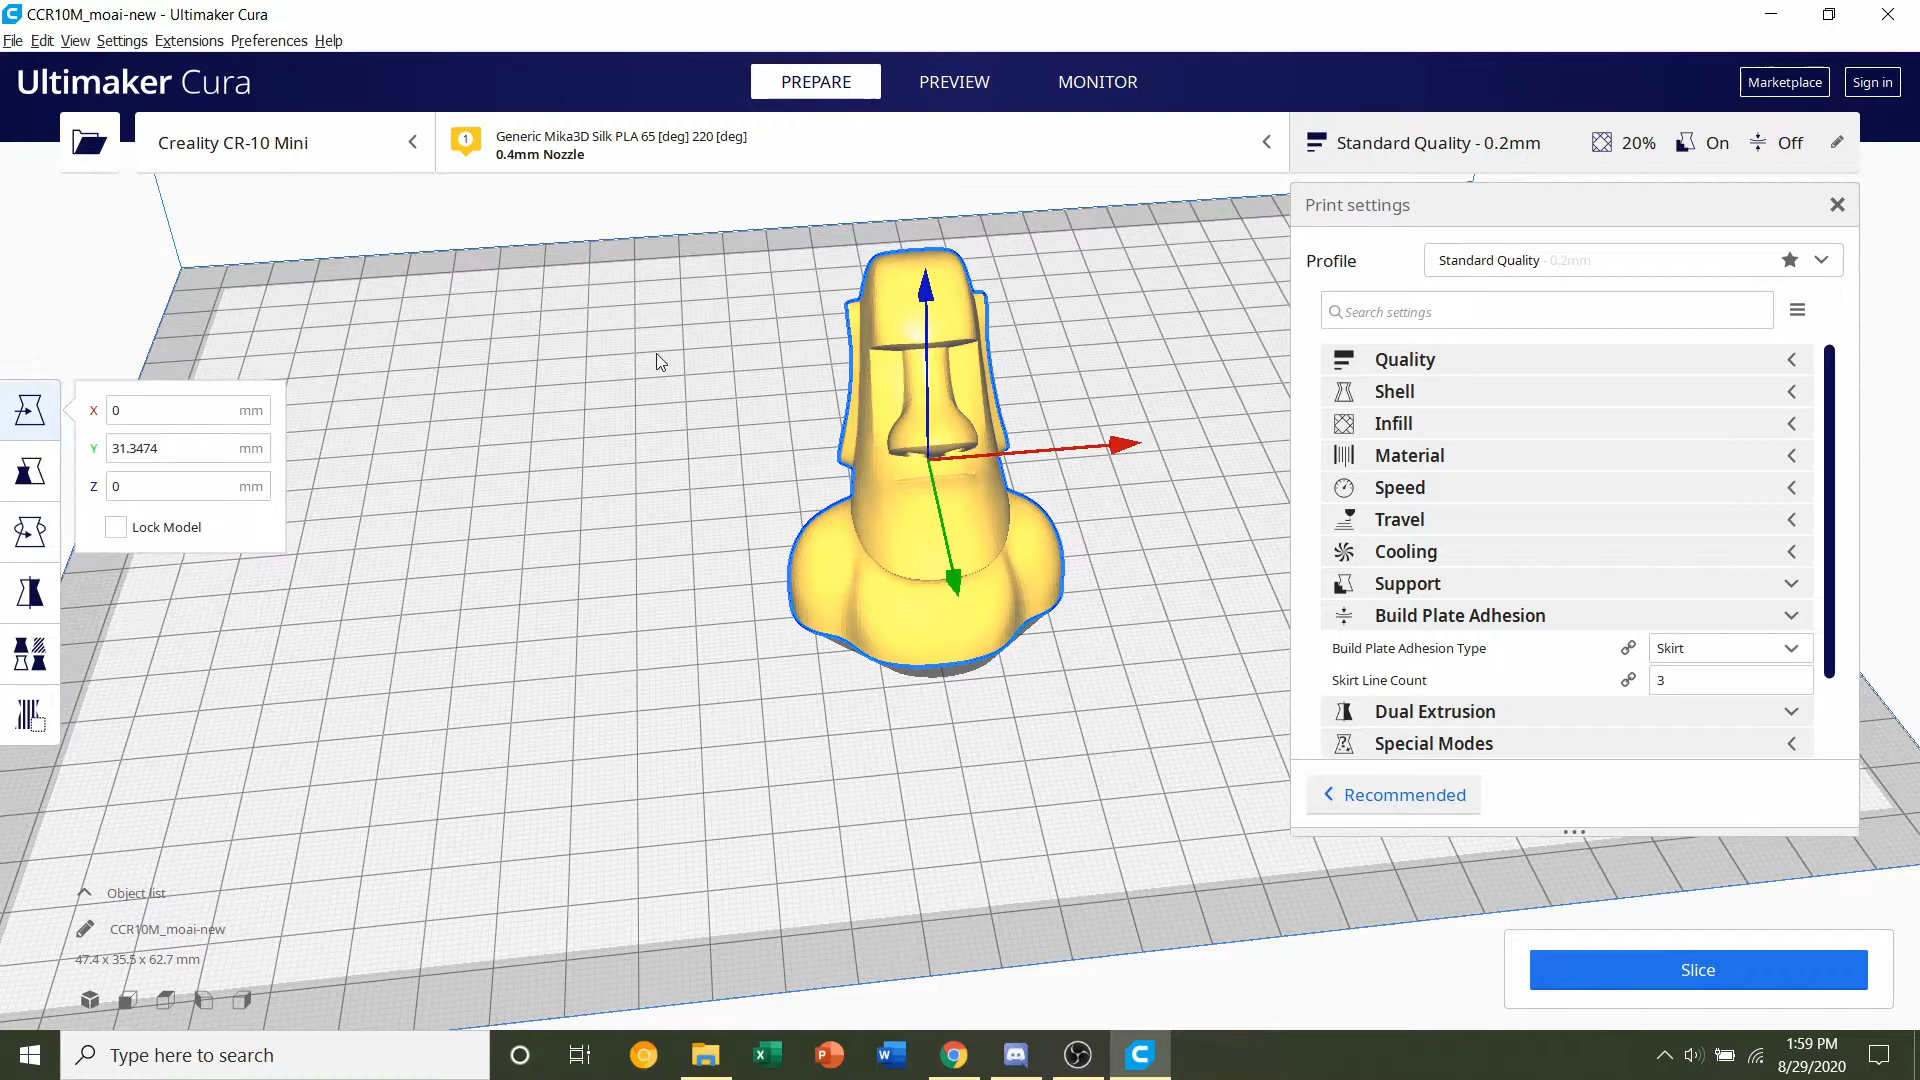 CCR10M_moai-new - Ultimaker Cura
File Edit View Settings Extensions Preferences Help
Ultimaker Cura
PREPARE
PREVIEW
MONITOR
Marketplace
Sign in
Creality CR-10 Mini
1
Generic Mika3D Silk PLA 65 [deg] 220 [deg]
0.4mm Nozzle
Standard Quality - 0.2mm
20%
On
Off
Print settings
Profile
Standard Quality - 0.2mm
Search settings
Quality
Shell
Infill
Material
Speed
Travel
Cooling
Support
Build Plate Adhesion
Build Plate Adhesion Type
Skirt
Skirt Line Count
3
Dual Extrusion
Special Modes
Recommended
X 0 mm
Y 31.3474 mm
Z 0 mm
Lock Model
Object list
CCR10M_moai-new
47.4 x 35.5 x 62.7 mm
Slice
Type here to search
1:59 PM
8/29/2020